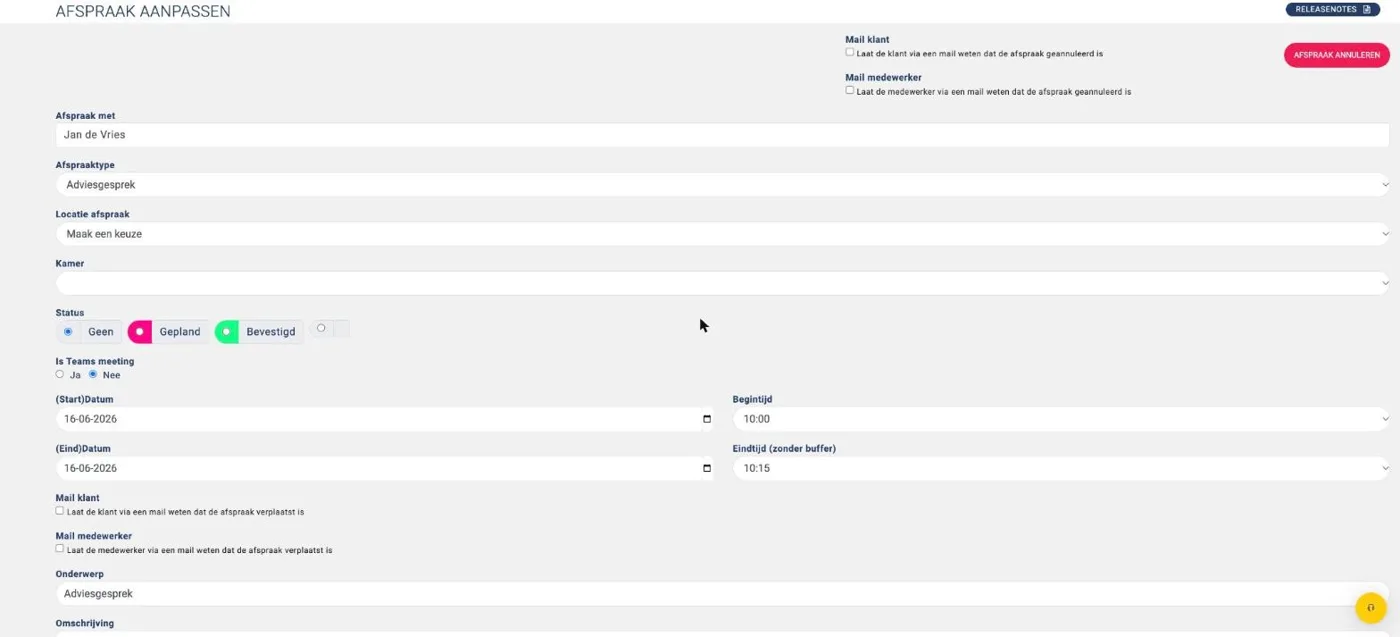 AFSPRAAK AANPASSEN
RELEASENOTES
Mail klant
Laat de klant via een mail weten dat de afspraak geannuleerd is
AFSPRAAK ANNULEREN
Mail medewerker
Laat de medewerker via een mail weten dat de afspraak geannuleerd is
Afspraak met
Jan de Vries
Afspraaktype
Adviesgesprek
Locatie afspraak
Maak een keuze
Kamer
Status
Geen Gepland Bevestigd
Is Teams meeting
Ja Nee
(Start)Datum
16-06-2026
Begintijd
10:00
(Eind)Datum
16-06-2026
Eindtijd (zonder buffer)
10:15
Mail klant
Laat de klant via een mail weten dat de afspraak verplaatst is
Mail medewerker
Laat de medewerker via een mail weten dat de afspraak verplaatst is
Onderwerp
Adviesgesprek
Omschrijving